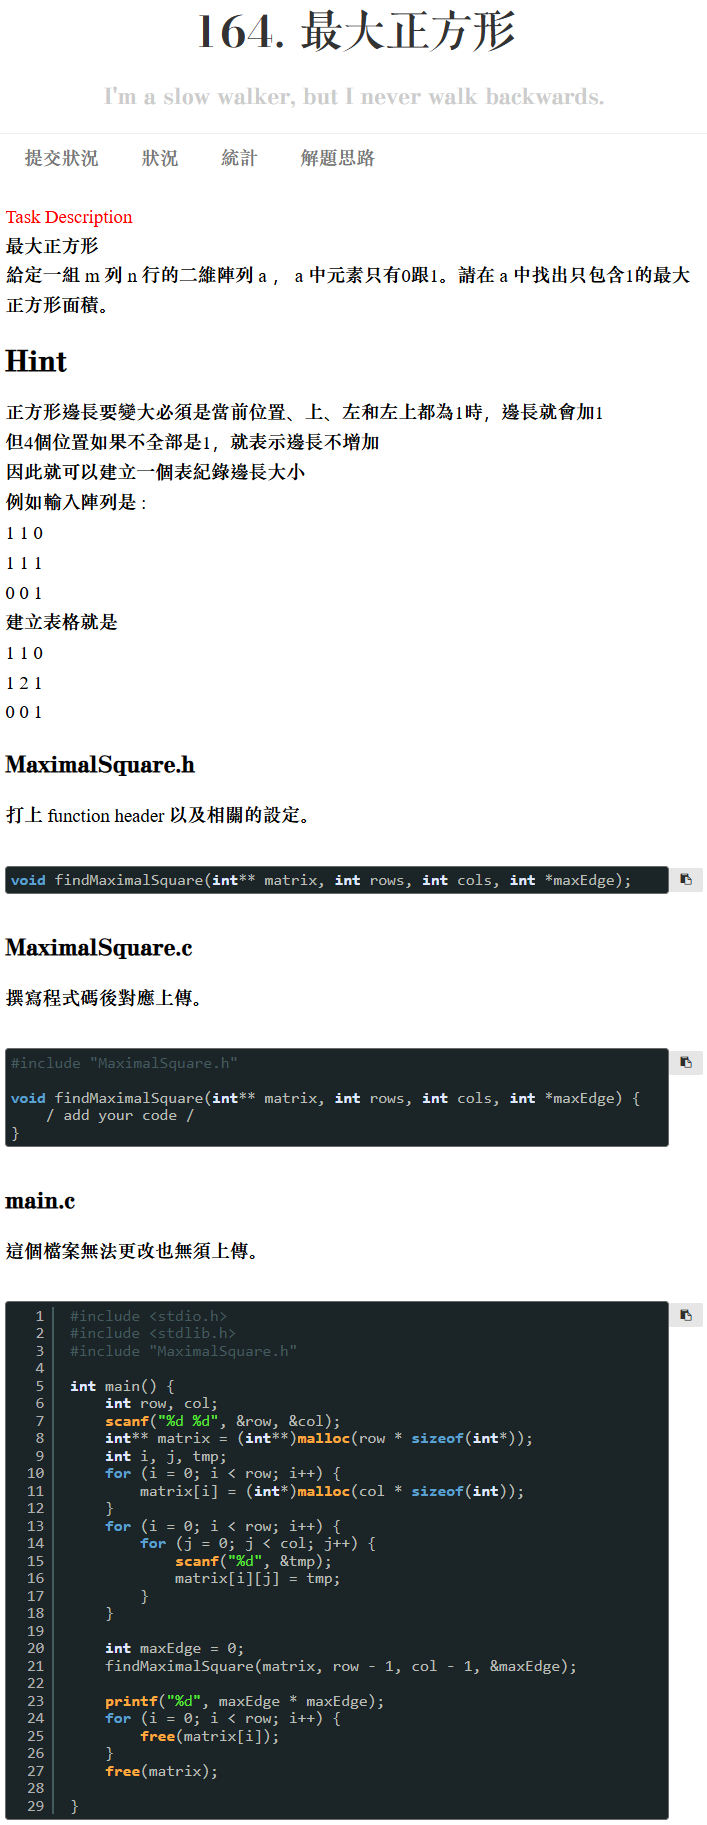 164. 最大正方形
I'm a slow walker, but I never walk backwards.
提交狀況 狀況 統計 解題思路
Task Description
最大正方形
給定一組 m 列 n 行的二維陣列 a ， a 中元素只有0跟1。請在 a 中找出只包含1的最大
正方形面積。
Hint
正方形邊長要變大必須是當前位置、上、左和左上都為1時，邊長就會加1
但4個位置如果不全部是1，就表示邊長不增加
因此就可以建立一個表紀錄邊長大小
例如輸入陣列是 :
1 1 0
1 1 1
0 0 1
建立表格就是
1 1 0
1 2 1
0 0 1
MaximalSquare.h
打上 function header 以及相關的設定。
void findMaximalSquare(int** matrix, int rows, int cols, int *maxEdge);
MaximalSquare.c
撰寫程式碼後對應上傳。
#include "MaximalSquare.h"
void findMaximalSquare(int** matrix, int rows, int cols, int *maxEdge) {
/ add your code /
}
main.c
這個檔案無法更改也無須上傳。
1 #include <stdio.h>
2 #include <stdlib.h>
3 #include "MaximalSquare.h"
4
5 int main() {
6 int row, col;
7 scanf("%d %d", &row, &col);
8 int** matrix = (int**)malloc(row * sizeof(int*));
9 int i, j, tmp;
10 for (i = 0; i < row; i++) {
11 matrix[i] = (int*)malloc(col * sizeof(int));
12 }
13 for (i = 0; i < row; i++) {
14 for (j = 0; j < col; j++) {
15 scanf("%d", &tmp);
16 matrix[i][j] = tmp;
17 }
18 }
19
20 int maxEdge = 0;
21 findMaximalSquare(matrix, row - 1, col - 1, &maxEdge);
22
23 printf("%d", maxEdge * maxEdge);
24 for (i = 0; i < row; i++) {
25 free(matrix[i]);
26 }
27 free(matrix);
28
29 }